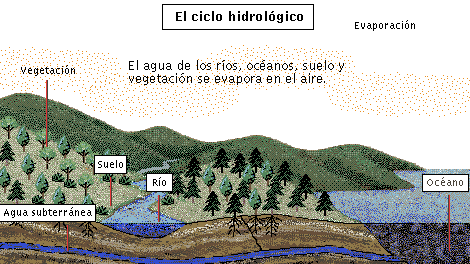 El ciclo hidrológico
Evaporación
El agua de los ríos, océanos, suelo y
vegetación se evapora en el aire.
Vegetación
Suelo
Río
Océano
Agua subterránea